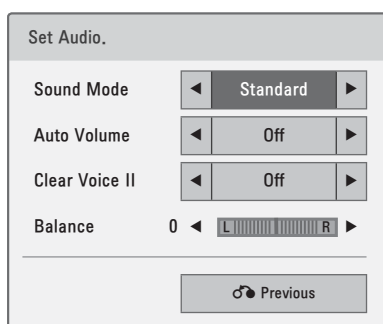 Set Audio.
Sound Mode ◄ Standard ►
Auto Volume ◄ Off ►
Clear Voice II ◄ Off ►
Balance 0 ◄ L R ►
Previous